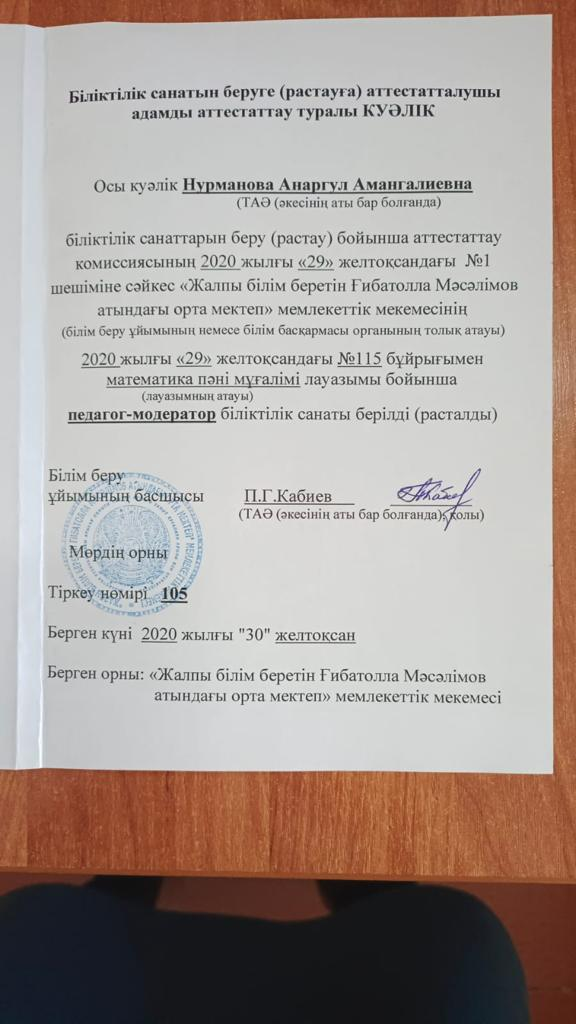 Біліктілік санатын беруге (растауға) аттестатталушы
адамды аттестаттау туралы КУӘЛІК
Осы куәлік Нурманова Анаргул Амангалиевна
(ТАӘ (әкесінің аты бар болғанда)
біліктілік санаттарын беру (растау) бойынша аттестаттау
комиссиясының 2020 жылғы «29» желтоқсандағы №1
шешіміне сәйкес «Жалпы білім беретін Ғибатолла Мәсәлімов
атындағы орта мектеп» мемлекеттік мекемесінің
(білім беру ұйымының немесе білім басқармасы органының толық атауы)
2020 жылғы «29» желтоқсандағы №115 бұйрығымен
математика пәні мұғалімі лауазымы бойынша
(лауазымның атауы)
педагог-модератор біліктілік санаты берілді (расталды)
Білім беру
ұйымының басшысы П.Г.Кабиев
(ТАӘ (әкесінің аты бар болғанда), қолы)
Мөрдің орны
Тіркеу нөмірі 105
Берген күні 2020 жылғы "30" желтоқсан
Берген орны: «Жалпы білім беретін Ғибатолла Мәсәлімов
атындағы орта мектеп» мемлекеттік мекемесі